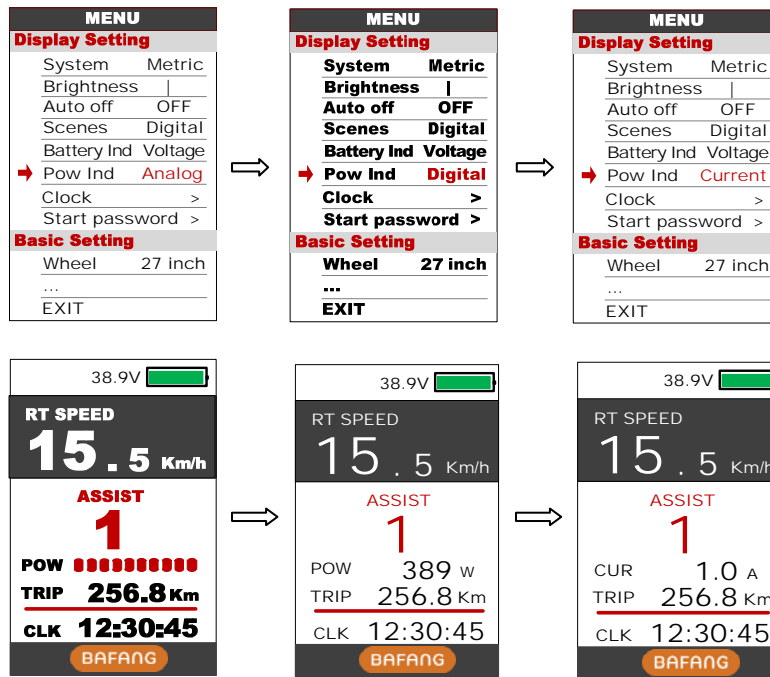 MENU
Display Setting
System Metric
Brightness |
Auto off OFF
Scenes Digital
Battery Ind Voltage
Pow Ind Analog
Clock >
Start password >
Basic Setting
Wheel 27 inch
...
EXIT
MENU
Display Setting
System Metric
Brightness |
Auto off OFF
Scenes Digital
Battery Ind Voltage
Pow Ind Digital
Clock >
Start password >
Basic Setting
Wheel 27 inch
...
EXIT
MENU
Display Setting
System Metric
Brightness |
Auto off OFF
Scenes Digital
Battery Ind Voltage
Pow Ind Current
Clock >
Start password >
Basic Setting
Wheel 27 inch
...
EXIT
38.9V
RT SPEED
15.5 Km/h
ASSIST
1
POW
TRIP 256.8 Km
CLK 12:30:45
BAFANG
38.9V
RT SPEED
15.5 Km/h
ASSIST
1
POW 389 W
TRIP 256.8 Km
CLK 12:30:45
BAFANG
38.9V
RT SPEED
15.5 Km/h
ASSIST
1
CUR 1.0 A
TRIP 256.8 Km
CLK 12:30:45
BAFANG